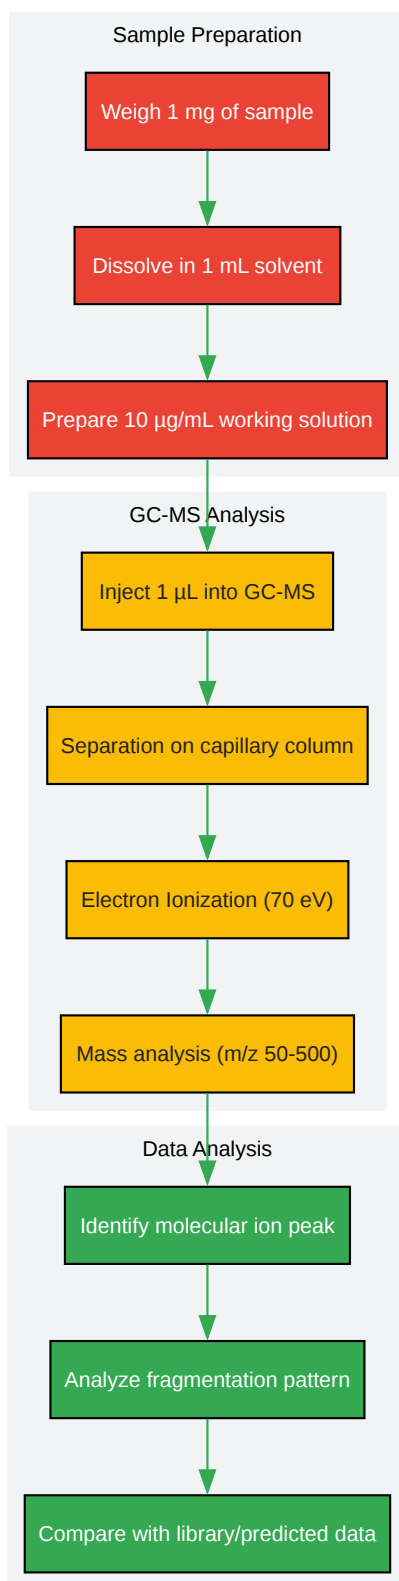 Sample Preparation
Weigh 1 mg of sample
Dissolve in 1 mL solvent
Prepare 10 µg/mL working solution
GC-MS Analysis
Inject 1 µL into GC-MS
Separation on capillary column
Electron Ionization (70 eV)
Mass analysis (m/z 50-500)
Data Analysis
Identify molecular ion peak
Analyze fragmentation pattern
Compare with library/predicted data